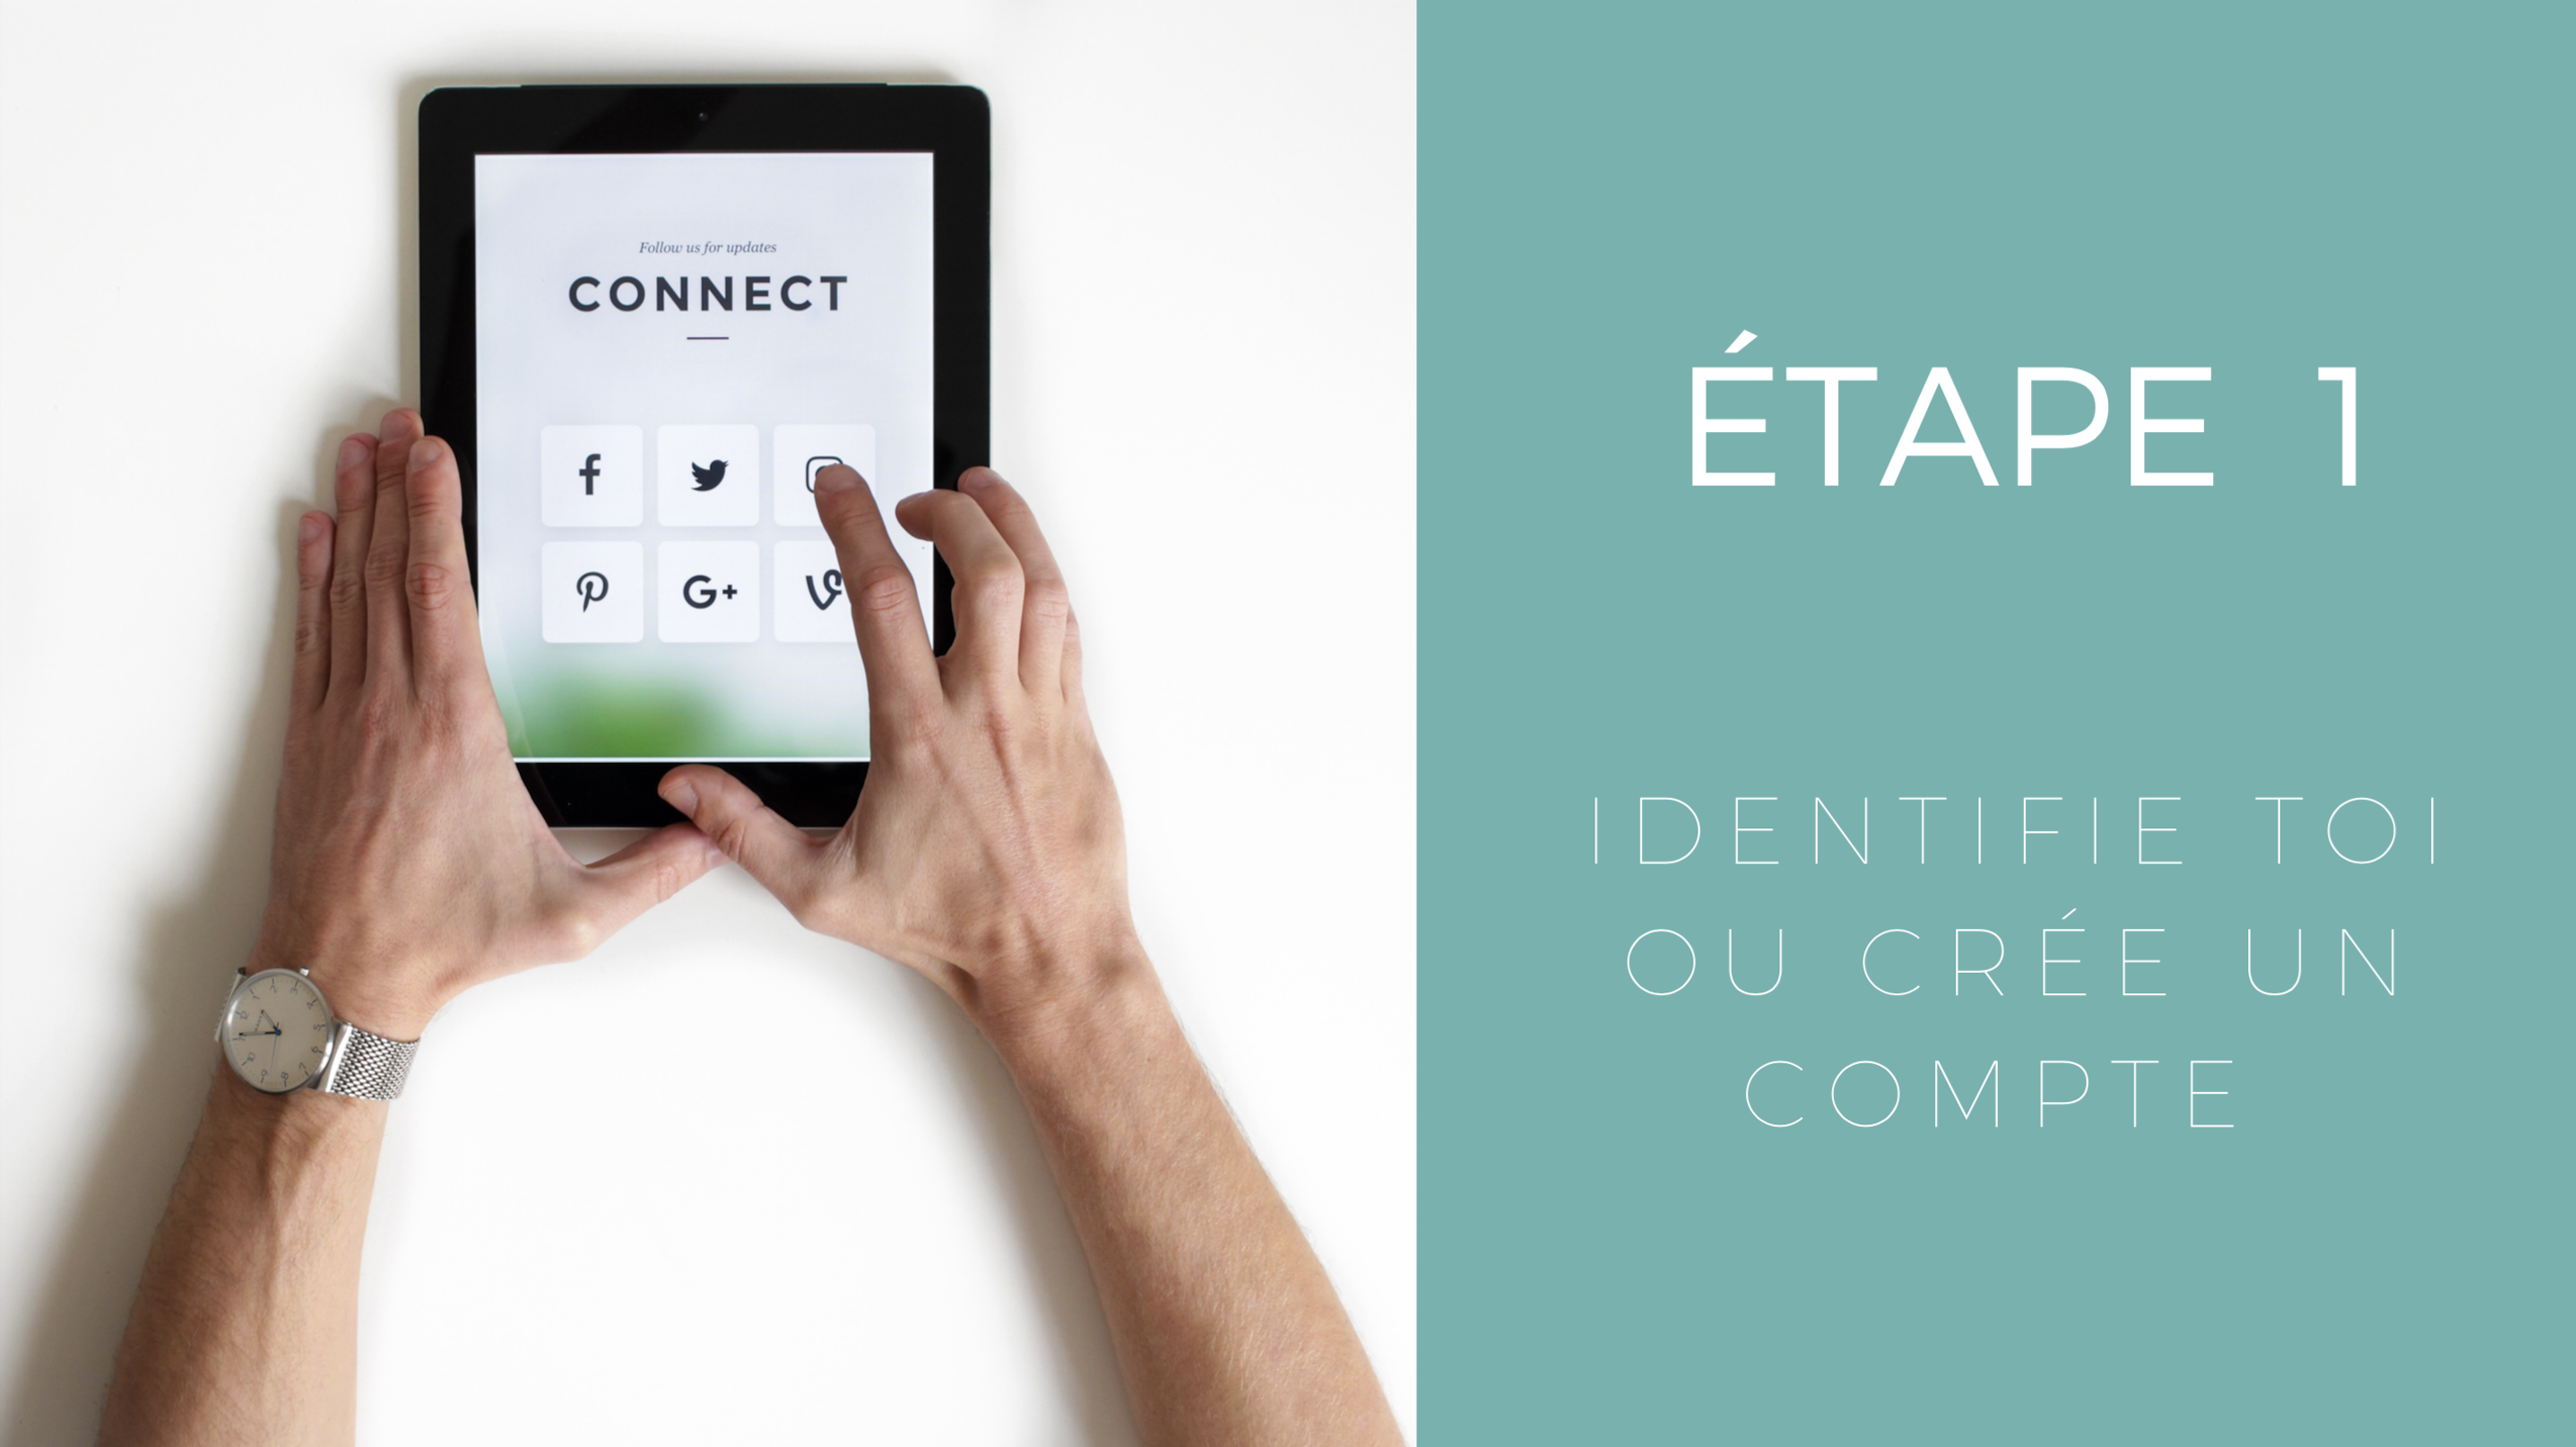 Follow us for updates
CONNECT
f
G+
ÉTAPE 1
IDENTIFIE TOI
OU CRÉE UN
COMPTE